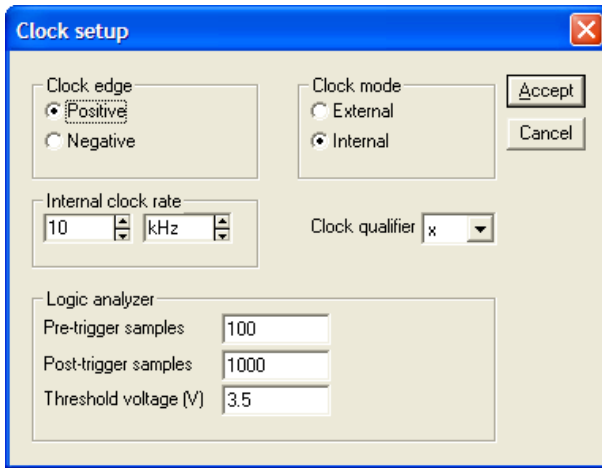 Clock setup
Clock edge
Positive
Negative
Clock mode
External
Internal
Accept
Cancel
Internal clock rate
10 kHz
Clock qualifier x
Logic analyzer
Pre-trigger samples 100
Post-trigger samples 1000
Threshold voltage (V) 3.5